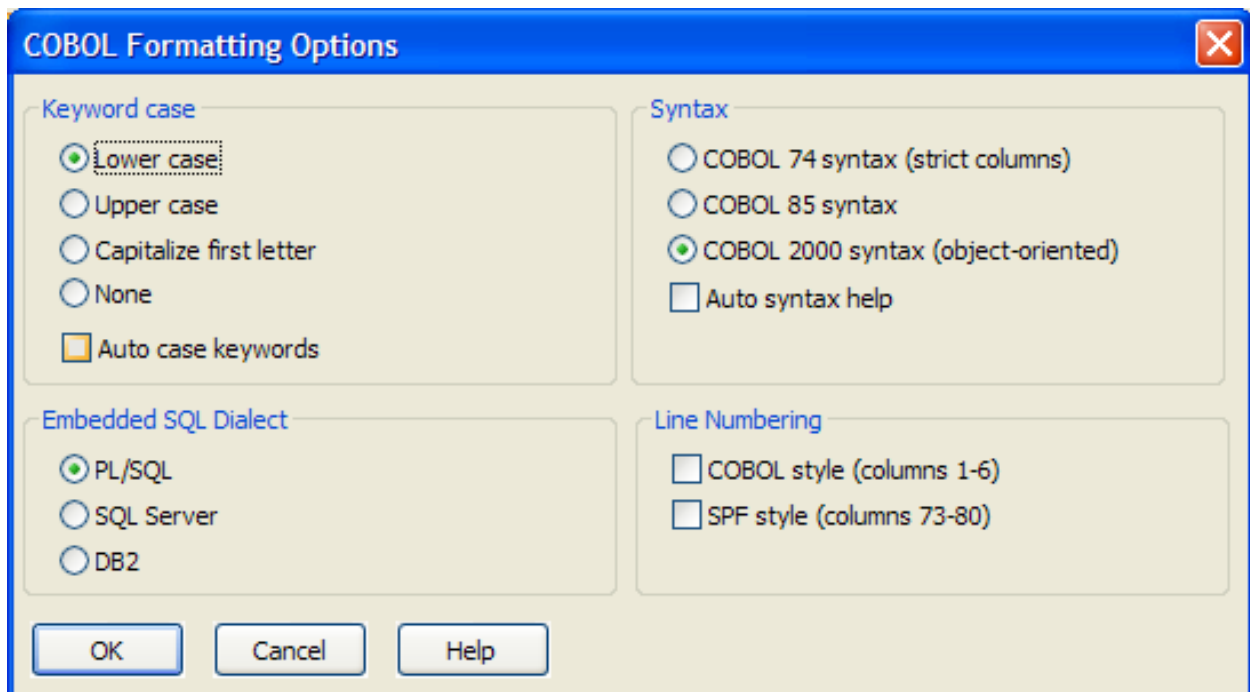 COBOL Formatting Options
Keyword case
Lower case
Upper case
Capitalize first letter
None
Auto case keywords
Syntax
COBOL 74 syntax (strict columns)
COBOL 85 syntax
COBOL 2000 syntax (object-oriented)
Auto syntax help
Embedded SQL Dialect
PL/SQL
SQL Server
DB2
Line Numbering
COBOL style (columns 1-6)
SPF style (columns 73-80)
OK
Cancel
Help